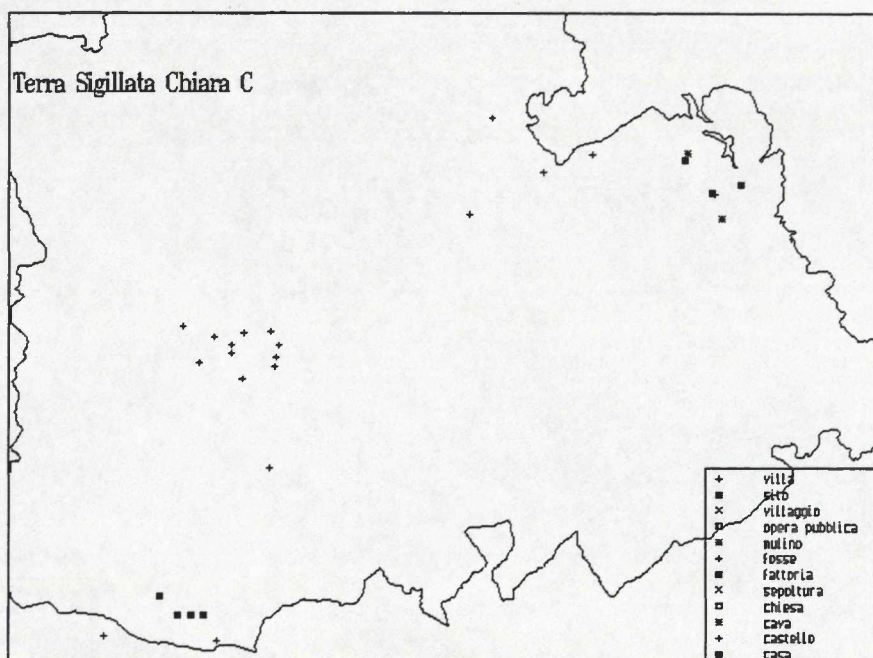 Terra Sigillata Chiara C
villa
sito
villaggio
opera pubblica
mulino
fosse
fattoria
sepoltura
chiesa
cava
castello
casa